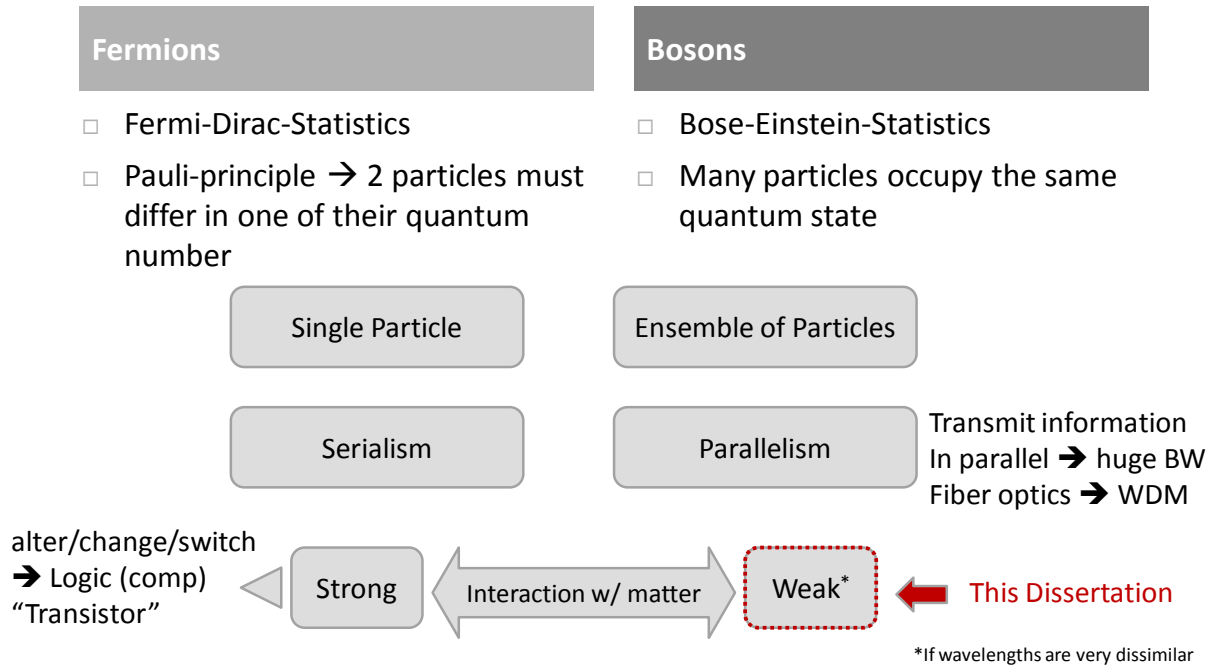 Fermions
Bosons
□ Fermi-Dirac-Statistics
□ Pauli-principle → 2 particles must
differ in one of their quantum
number
□ Bose-Einstein-Statistics
□ Many particles occupy the same
quantum state
Single Particle
Ensemble of Particles
Serialism
Parallelism
Transmit information
In parallel → huge BW
Fiber optics → WDM
alter/change/switch
→ Logic (comp)
“Transistor”
Strong
Interaction w/ matter
Weak*
This Dissertation
*If wavelengths are very dissimilar